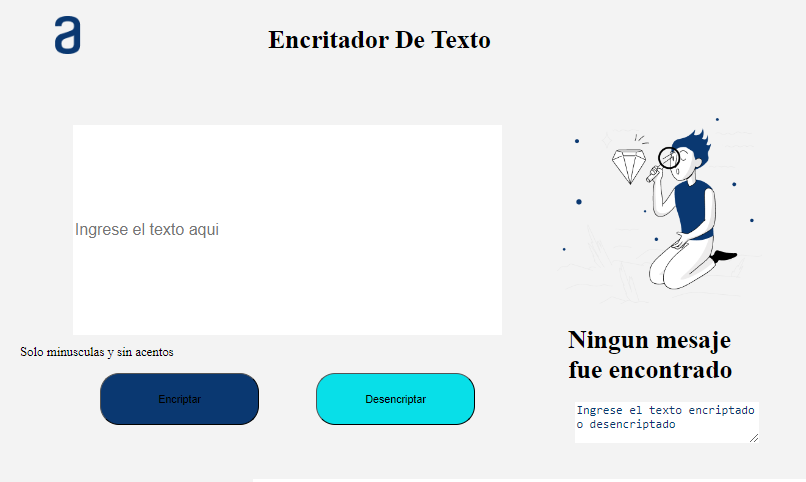 a
Encritador De Texto
Ingrese el texto aqui
Solo minusculas y sin acentos
Encriptar
Desencriptar
Ningun mesaje
fue encontrado
Ingrese el texto encriptado
o desencriptado